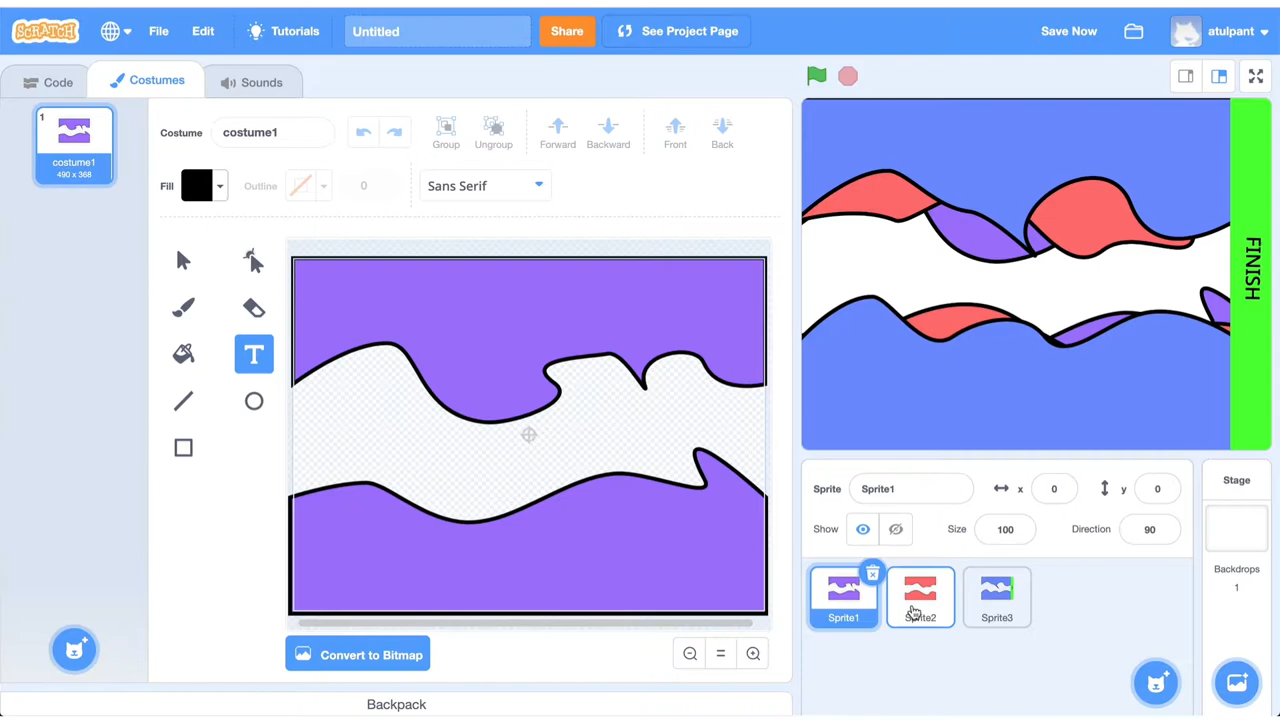 SCRATCH File Edit Tutorials Untitled Share See Project Page Save Now atulpant
Code Costumes Sounds
1
costume1
490 x 368
Costume costume1 Group Ungroup Forward Backward Front Back
Fill Outline 0 Sans Serif
T
FINISH
Sprite Sprite1 x 0 y 0
Show Size 100 Direction 90
Sprite1 Sprite2 Sprite3
Stage
Backdrops
1
Convert to Bitmap
Backpack